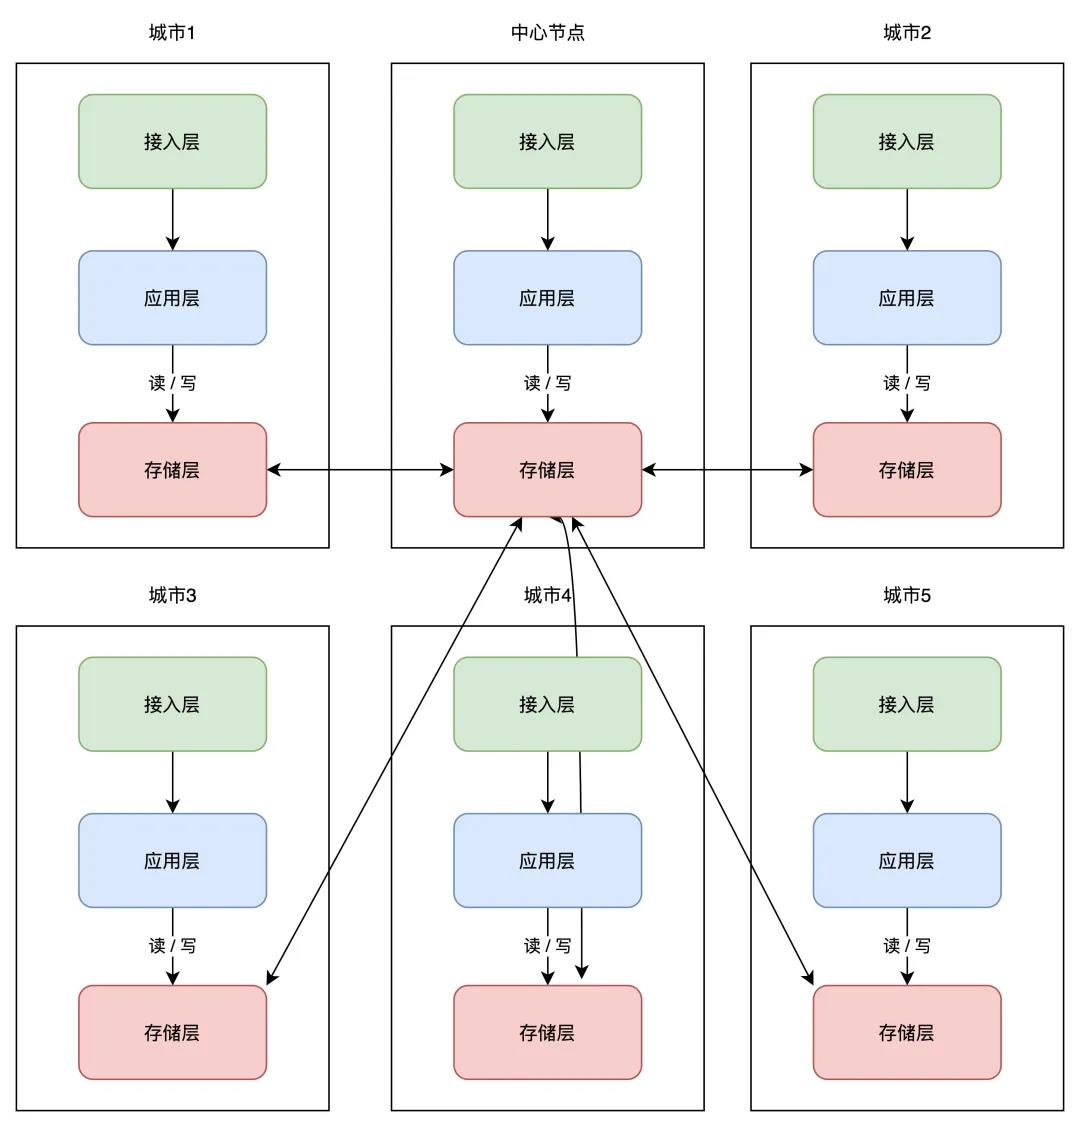 城市1
中心节点
城市2
接入层
接入层
接入层
应用层
应用层
应用层
读 / 写
读 / 写
读 / 写
存储层
存储层
存储层
城市3
城市4
城市5
接入层
接入层
接入层
应用层
应用层
应用层
读 / 写
读 / 写
读 / 写
存储层
存储层
存储层